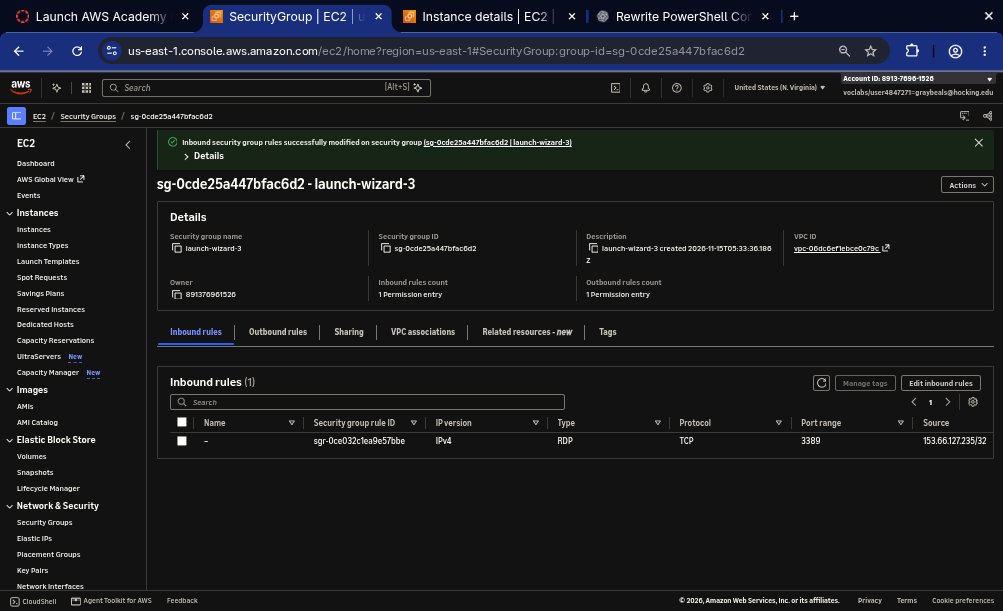 Launch AWS Academy
SecurityGroup | EC2 | u
Instance details | EC2 |
Rewrite PowerShell Co
us-east-1.console.aws.amazon.com/ec2/home?region=us-east-1#SecurityGroup:group-id=sg-0cde25a447bfac6d2
aws
Search
[Alt+S]
United States (N. Virginia)
Account ID: 8913-7696-1526
voclabs/user4847271=graybeals@hocking.edu
EC2 / Security Groups / sg-0cde25a447bfac6d2
EC2
Dashboard
AWS Global View
Events
Instances
Instances
Instance Types
Launch Templates
Spot Requests
Savings Plans
Reserved Instances
Dedicated Hosts
Capacity Reservations
UltraServers New
Capacity Manager New
Images
AMIs
AMI Catalog
Elastic Block Store
Volumes
Snapshots
Lifecycle Manager
Network & Security
Security Groups
Elastic IPs
Placement Groups
Key Pairs
Network Interfaces
Inbound security group rules successfully modified on security group (sg-0cde25a447bfac6d2 | launch-wizard-3)
Details
sg-0cde25a447bfac6d2 - launch-wizard-3
Actions
Details
Security group name
launch-wizard-3
Security group ID
sg-0cde25a447bfac6d2
Description
launch-wizard-3 created 2026-11-15T05:33:36.186
Z
VPC ID
vpc-06dc6ef1ebce0c79c
Owner
891376961526
Inbound rules count
1 Permission entry
Outbound rules count
1 Permission entry
Inbound rules
Outbound rules
Sharing
VPC associations
Related resources - new
Tags
Inbound rules (1)
Manage tags
Edit inbound rules
Search
1
Name Security group rule ID IP version Type Protocol Port range Source
– sgr-0ce032c1ea9e57bbe IPv4 RDP TCP 3389 153.66.127.235/32
CloudShell
Agent Toolkit for AWS
Feedback
© 2026, Amazon Web Services, Inc. or its affiliates.
Privacy
Terms
Cookie preferences